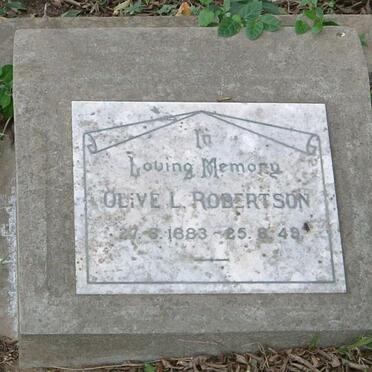 In
Loving Memory
OLIVE L. ROBERTSON
27·6·1883 - 25·8·49